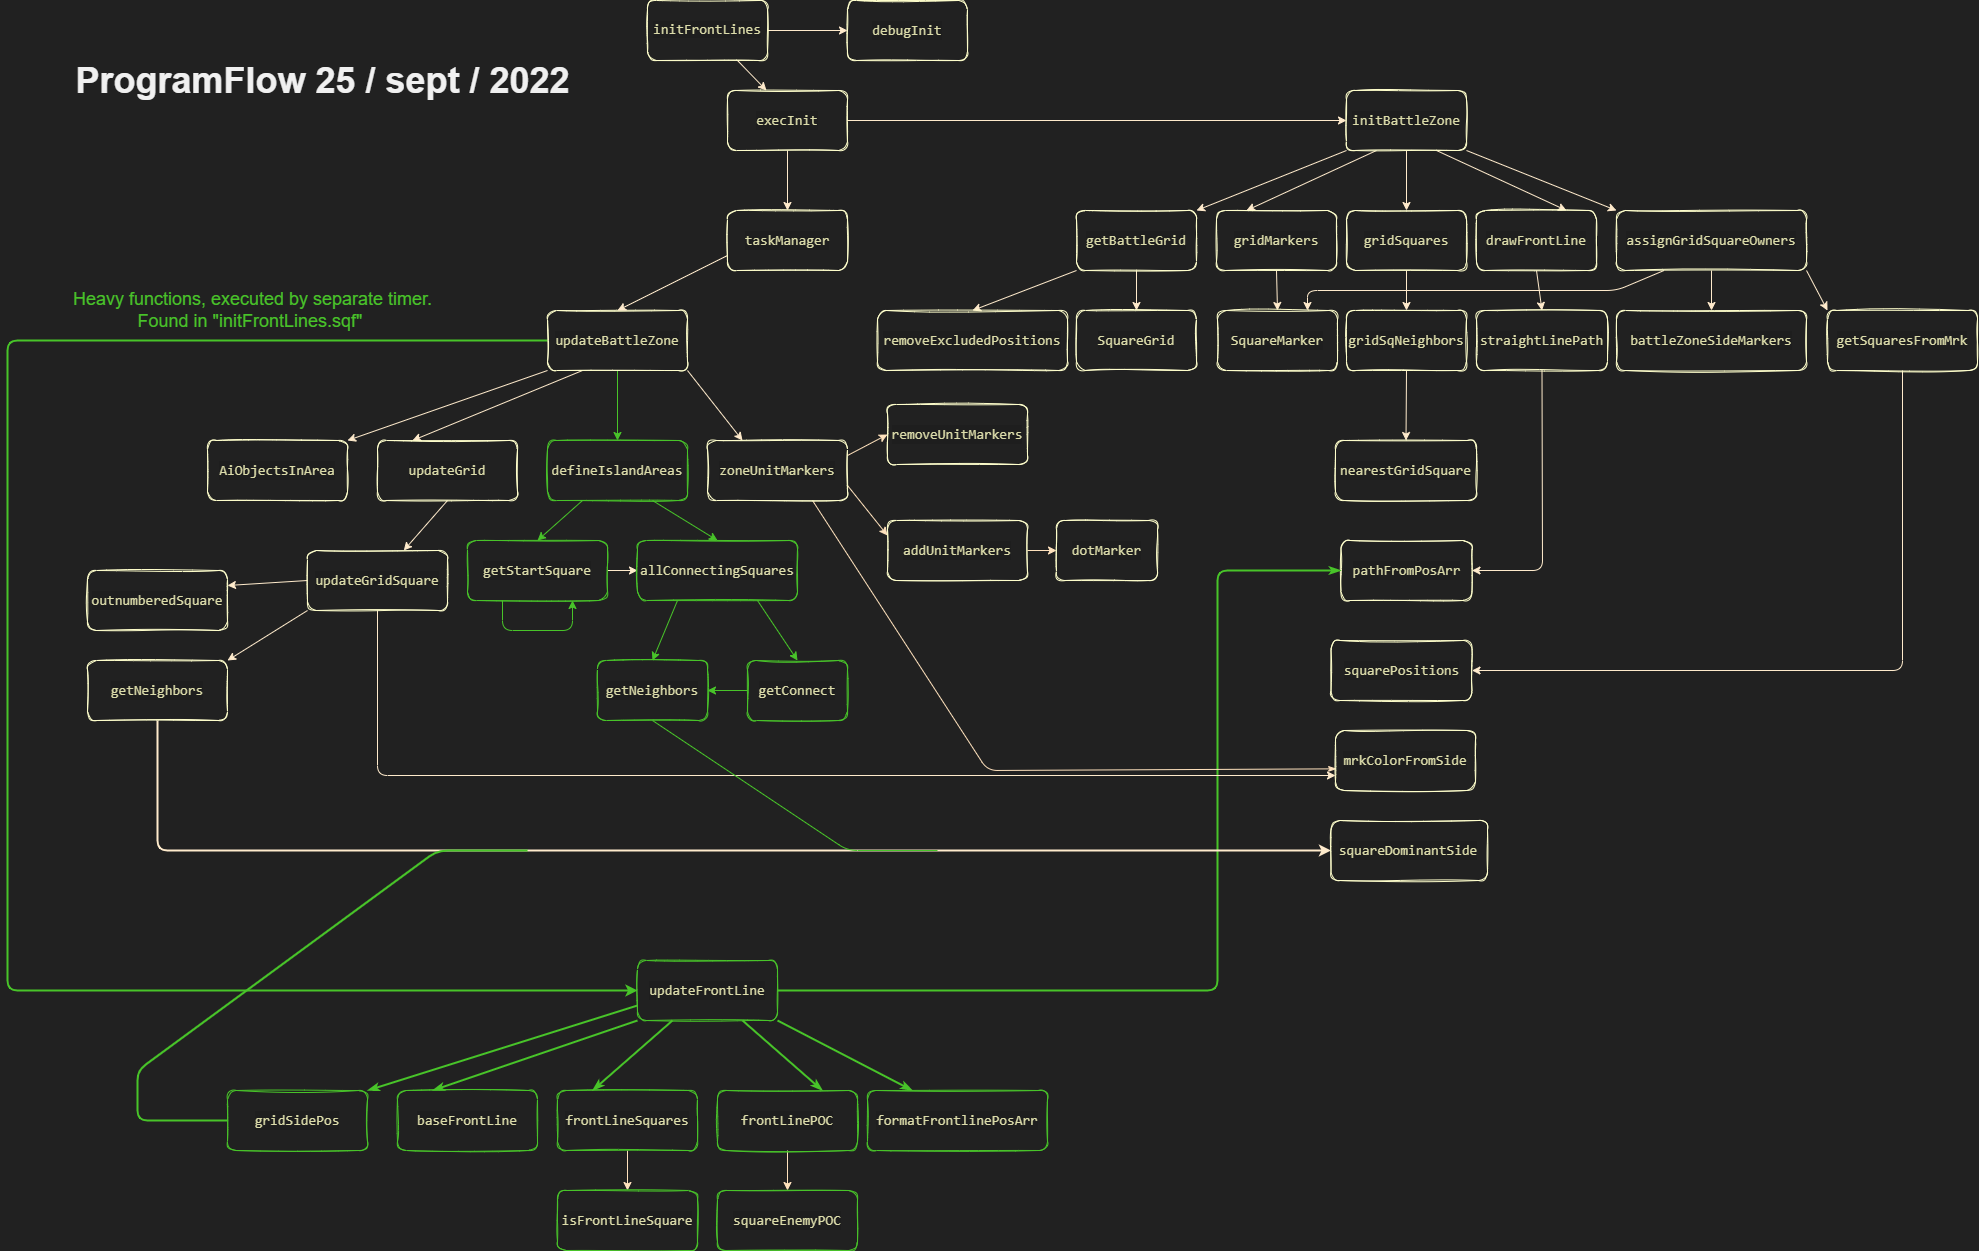 initFrontLines
debugInit
ProgramFlow 25 / sept / 2022
execInit
initBattleZone
taskManager
getBattleGrid
gridMarkers
gridSquares
drawFrontLine
assignGridSquareOwners
Heavy functions, executed by separate timer.
Found in "initFrontLines.sqf"
updateBattleZone
removeExcludedPositions
SquareGrid
SquareMarker
gridSqNeighbors
straightLinePath
battleZoneSideMarkers
getSquaresFromMrk
removeUnitMarkers
AiObjectsInArea
updateGrid
defineIslandAreas
zoneUnitMarkers
nearestGridSquare
addUnitMarkers
dotMarker
updateGridSquare
getStartSquare
allConnectingSquares
pathFromPosArr
outnumberedSquare
squarePositions
getNeighbors
getNeighbors
getConnect
mrkColorFromSide
squareDominantSide
updateFrontLine
gridSidePos
baseFrontLine
frontLineSquares
frontLinePOC
formatFrontlinePosArr
isFrontLineSquare
squareEnemyPOC